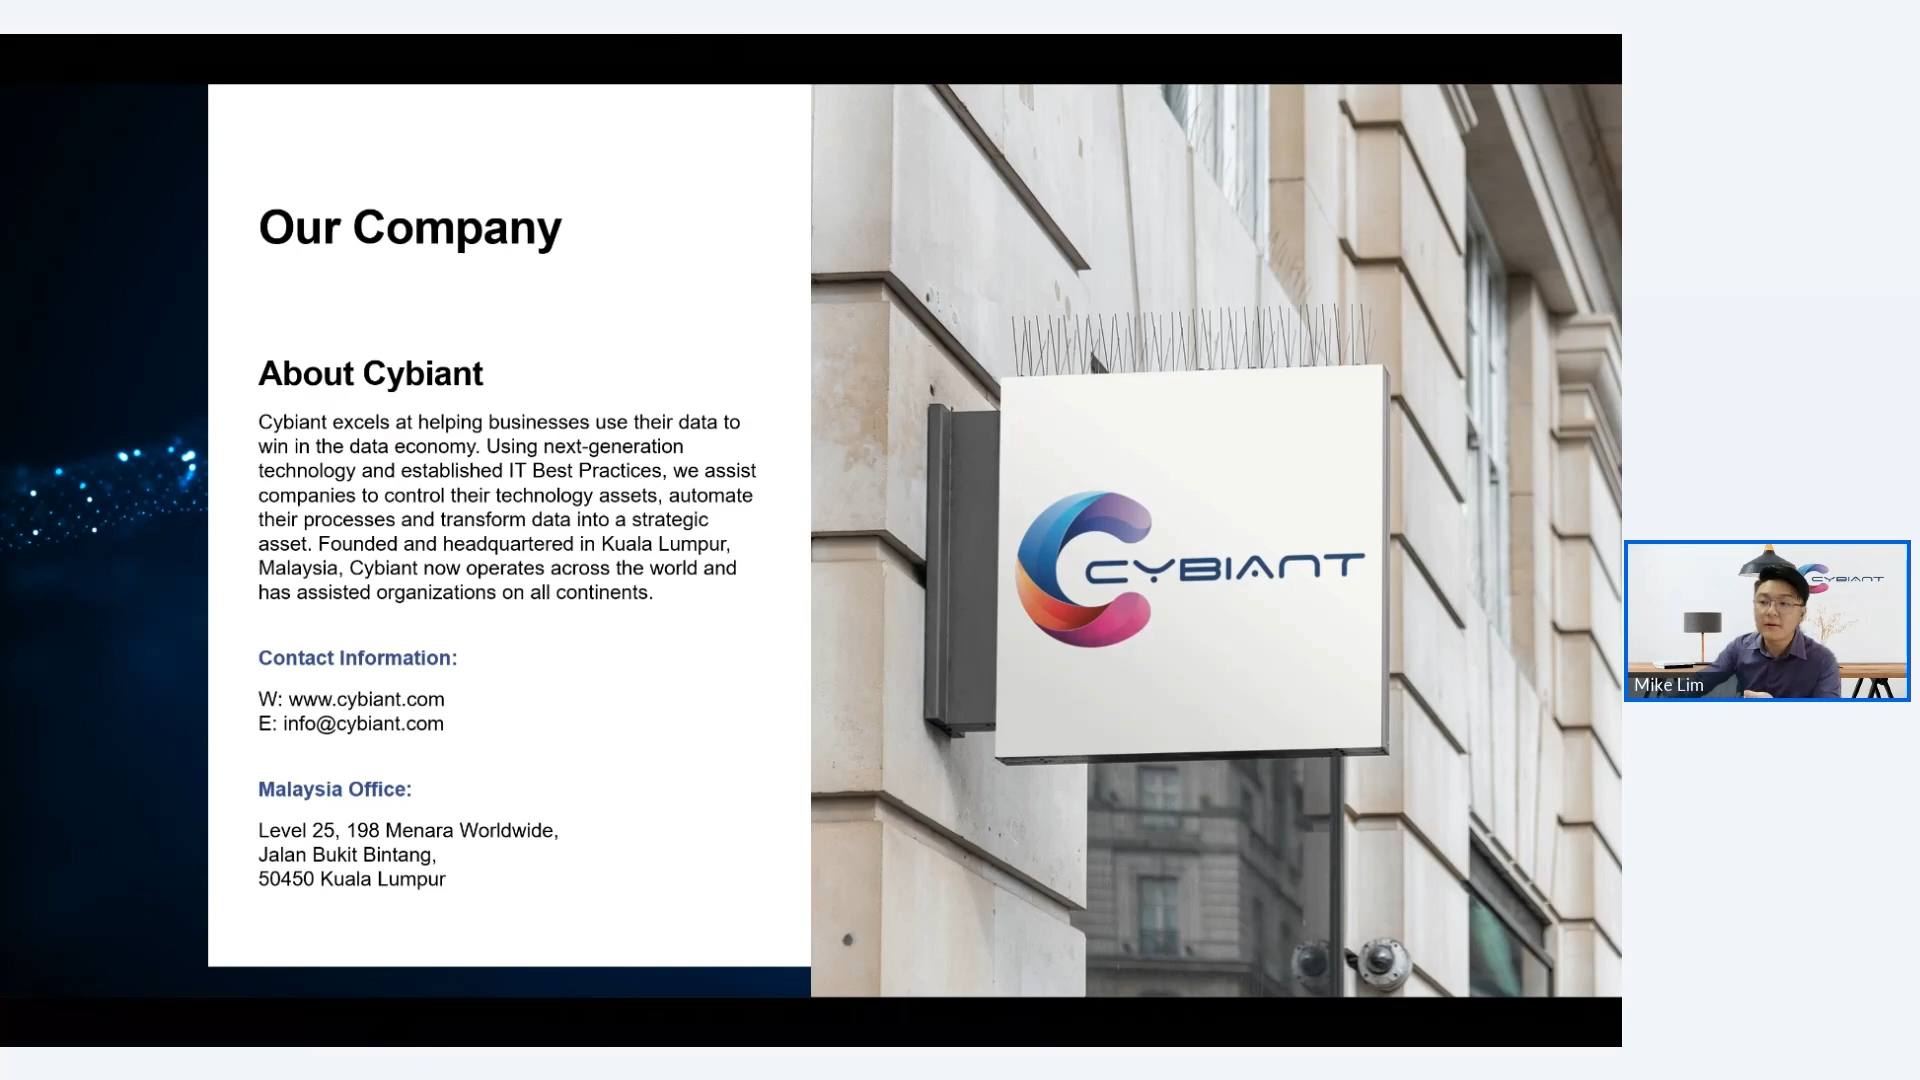 Our Company
About Cybiant
Cybiant excels at helping businesses use their data to
win in the data economy. Using next-generation
technology and established IT Best Practices, we assist
companies to control their technology assets, automate
their processes and transform data into a strategic
asset. Founded and headquartered in Kuala Lumpur,
Malaysia, Cybiant now operates across the world and
has assisted organizations on all continents.
Contact Information:
W: www.cybiant.com
E: info@cybiant.com
Malaysia Office:
Level 25, 198 Menara Worldwide,
Jalan Bukit Bintang,
50450 Kuala Lumpur
CYBIANT
CYBIANT
Mike Lim